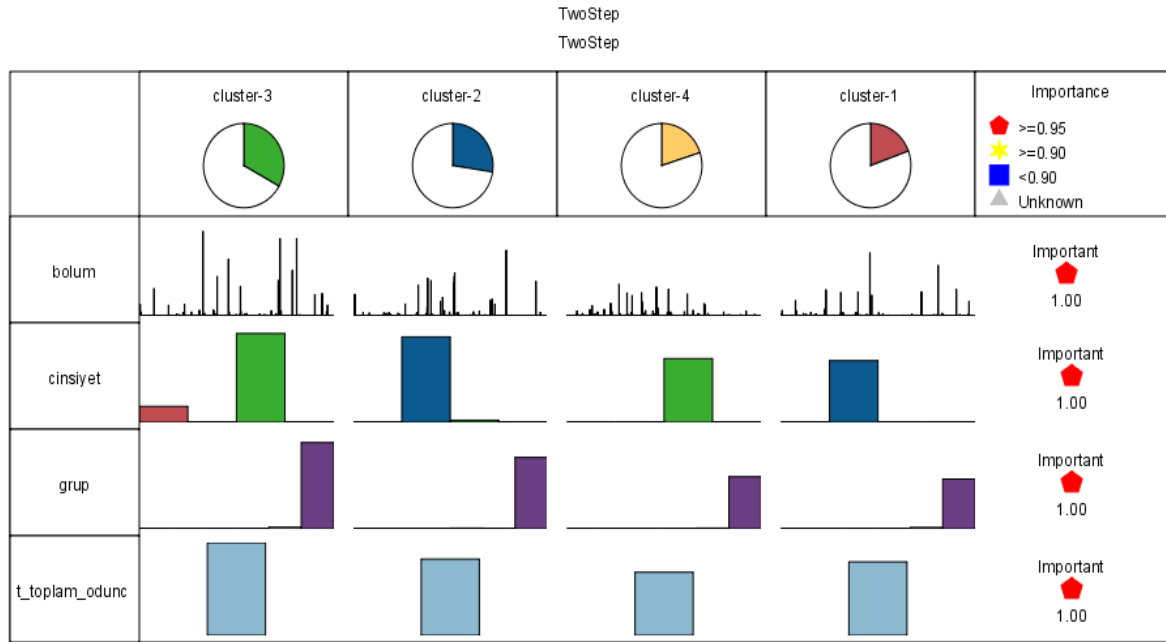 TwoStep
TwoStep
cluster-3
cluster-2
cluster-4
cluster-1
Importance
>=0.95
>=0.90
<0.90
Unknown
bolum
Important
1.00
cinsiyet
Important
1.00
grup
Important
1.00
t_toplam_odunc
Important
1.00